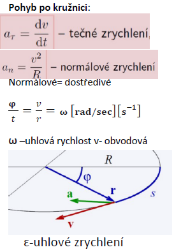 Pohyb po kružnici:
a_r = dv/dt – tečné zrychlení,
a_n = v²/R – normálové zrychlení
Normálové= dostředivé
φ/t = v/r = ω [rad/sec][s⁻¹]
ω –uhlová rychlost v- obvodová
R
φ
r
s
a
v
ε-uhlové zrychlení